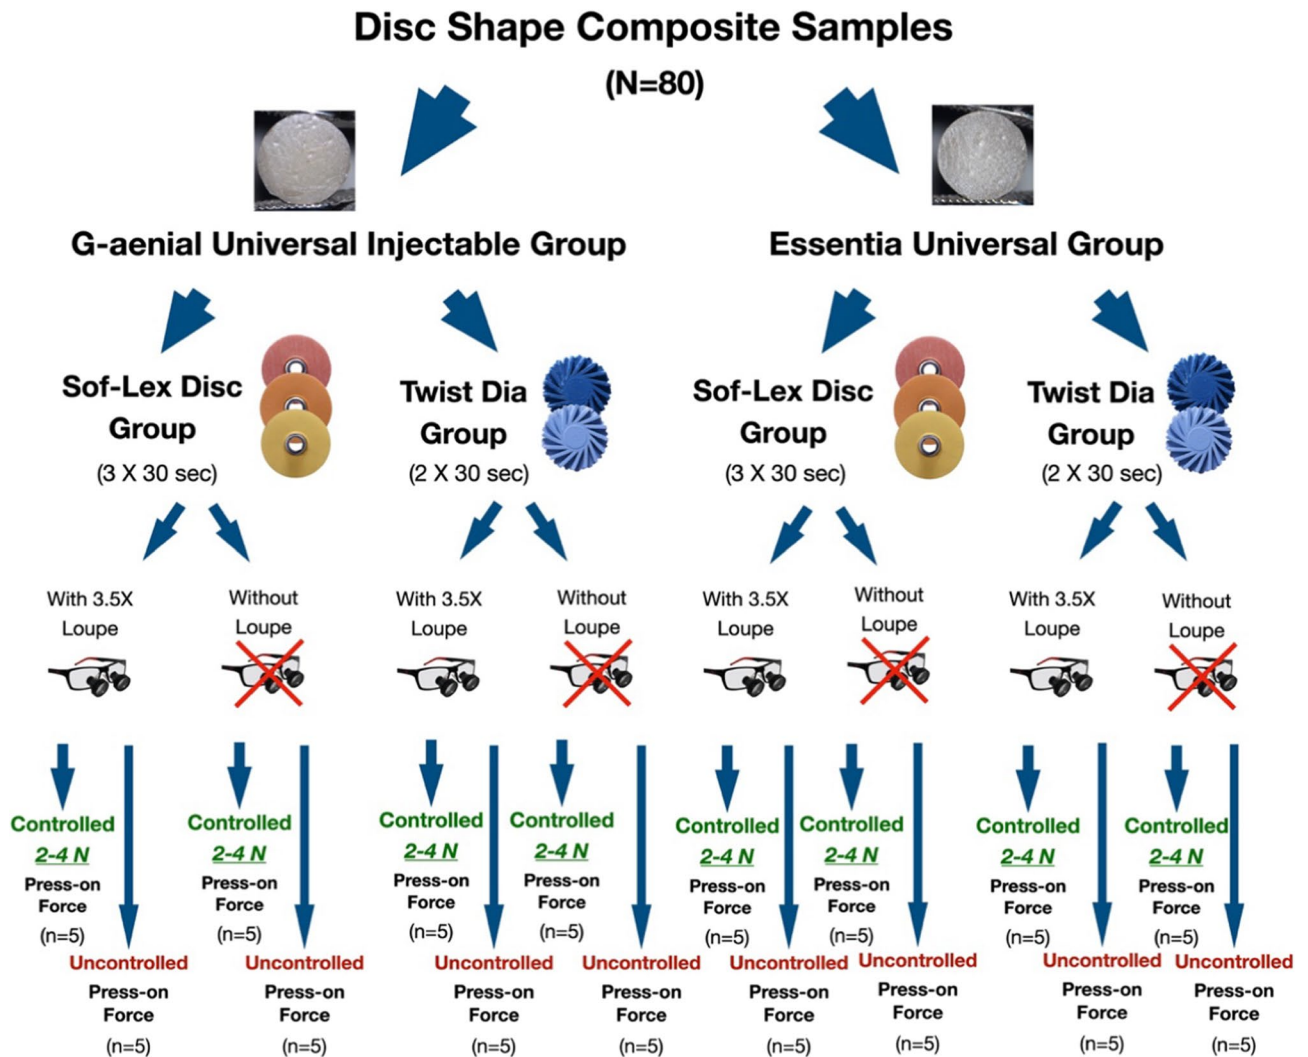 Disc Shape Composite Samples
(N=80)
G-aenial Universal Injectable Group
Essentia Universal Group
Sof-Lex Disc
Group
(3 X 30 sec)
Twist Dia
Group
(2 X 30 sec)
Sof-Lex Disc
Group
(3 X 30 sec)
Twist Dia
Group
(2 X 30 sec)
With 3.5X
Loupe
Without
Loupe
With 3.5X
Loupe
Without
Loupe
With 3.5X
Loupe
Without
Loupe
With 3.5X
Loupe
Without
Loupe
Controlled
2-4 N
Press-on
Force
(n=5)
Uncontrolled
Press-on
Force
(n=5)
Controlled
2-4 N
Press-on
Force
(n=5)
Uncontrolled
Press-on
Force
(n=5)
Controlled
2-4 N
Press-on
Force
(n=5)
Uncontrolled
Press-on
Force
(n=5)
Controlled
2-4 N
Press-on
Force
(n=5)
Uncontrolled
Press-on
Force
(n=5)
Controlled
2-4 N
Press-on
Force
(n=5)
Uncontrolled
Press-on
Force
(n=5)
Controlled
2-4 N
Press-on
Force
(n=5)
Uncontrolled
Press-on
Force
(n=5)
Controlled
2-4 N
Press-on
Force
(n=5)
Uncontrolled
Press-on
Force
(n=5)
Controlled
2-4 N
Press-on
Force
(n=5)
Uncontrolled
Press-on
Force
(n=5)